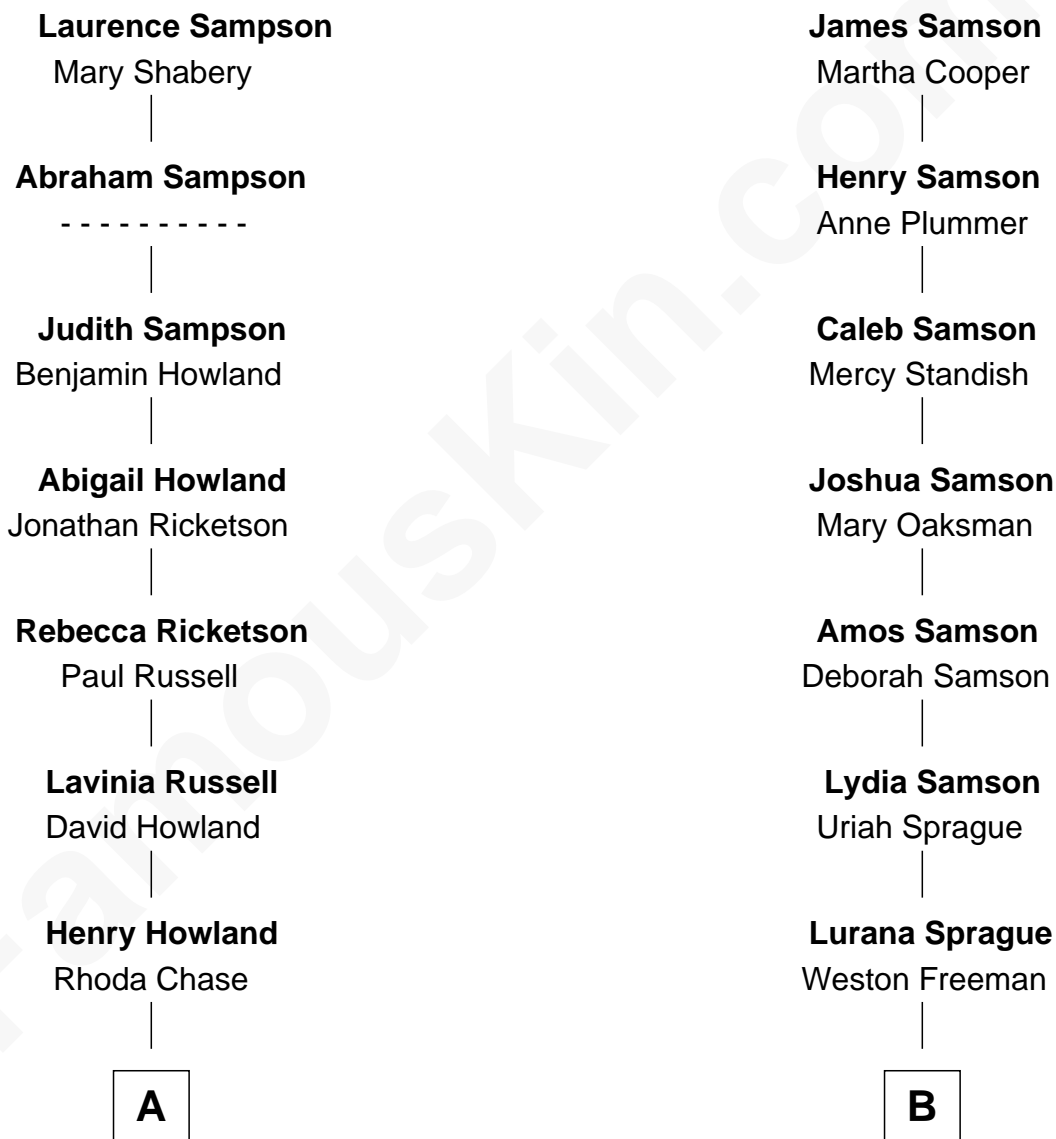 Laurence Sampson
Mary Shabery
Abraham Sampson
- - - - - - - - - -
Judith Sampson
Benjamin Howland
Abigail Howland
Jonathan Ricketson
Rebecca Ricketson
Paul Russell
Lavinia Russell
David Howland
Henry Howland
Rhoda Chase
A
James Samson
Martha Cooper
Henry Samson
Anne Plummer
Caleb Samson
Mercy Standish
Joshua Samson
Mary Oaksman
Amos Samson
Deborah Samson
Lydia Samson
Uriah Sprague
Lurana Sprague
Weston Freeman
B
FamousKin.com